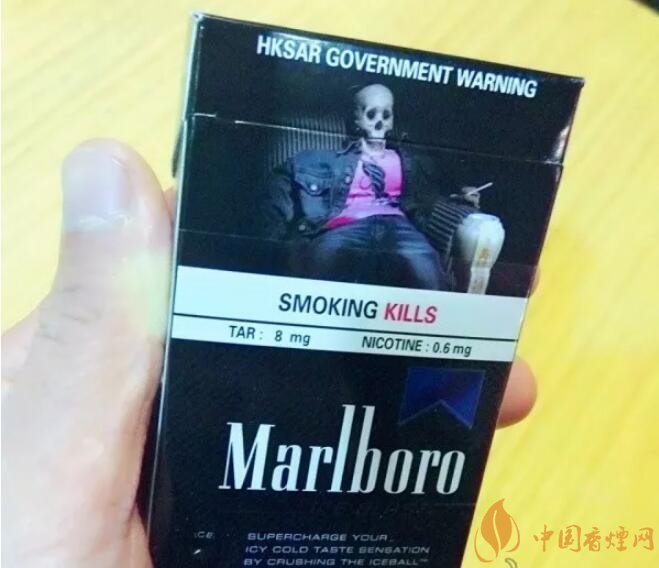 HKSAR GOVERNMENT WARNING
SMOKING KILLS
TAR : 8 mg NICOTINE : 0.6 mg
Marlboro
SUPERCHARGE YOUR
ICY COLD TASTE SENSATION
BY CRUSHING THE ICEBALL™
中国香烟网